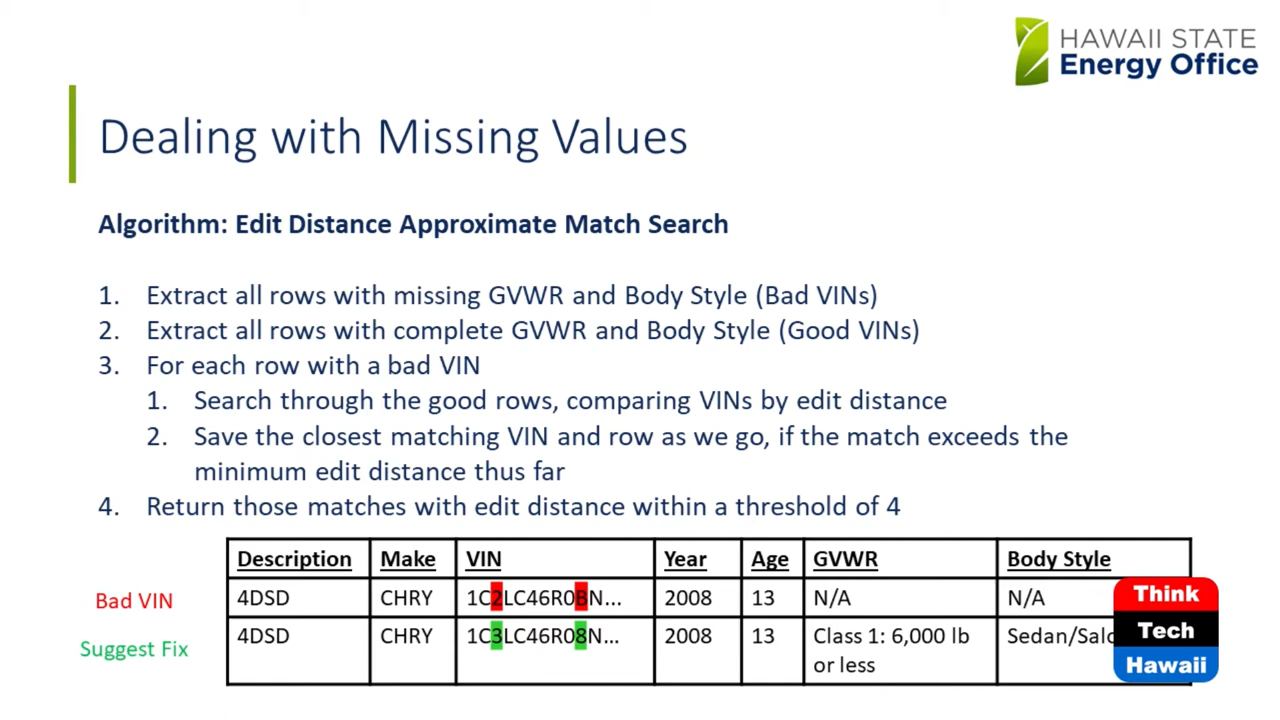 HAWAII STATE
Energy Office
Dealing with Missing Values
Algorithm: Edit Distance Approximate Match Search
1. Extract all rows with missing GVWR and Body Style (Bad VINs)
2. Extract all rows with complete GVWR and Body Style (Good VINs)
3. For each row with a bad VIN
1. Search through the good rows, comparing VINs by edit distance
2. Save the closest matching VIN and row as we go, if the match exceeds the
minimum edit distance thus far
4. Return those matches with edit distance within a threshold of 4
Description Make VIN Year Age GVWR Body Style
Bad VIN 4DSD CHRY 1C2LC46R0BN... 2008 13 N/A N/A
Suggest Fix 4DSD CHRY 1C3LC46R08N... 2008 13 Class 1: 6,000 lb
or less
Think
Tech
Hawaii